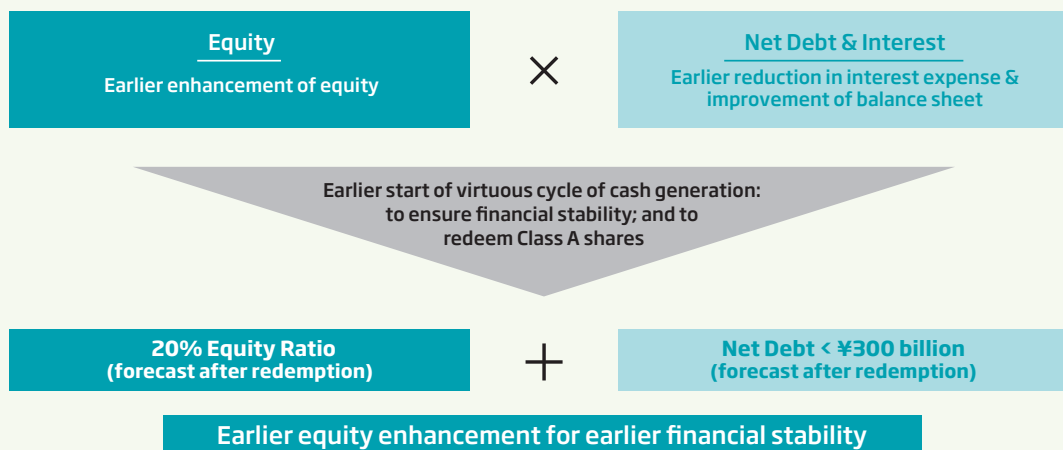 Equity
Earlier enhancement of equity
×
Net Debt & Interest
Earlier reduction in interest expense &
improvement of balance sheet
Earlier start of virtuous cycle of cash generation:
to ensure financial stability; and to
redeem Class A shares
20% Equity Ratio
(forecast after redemption)
+
Net Debt < ¥300 billion
(forecast after redemption)
Earlier equity enhancement for earlier financial stability